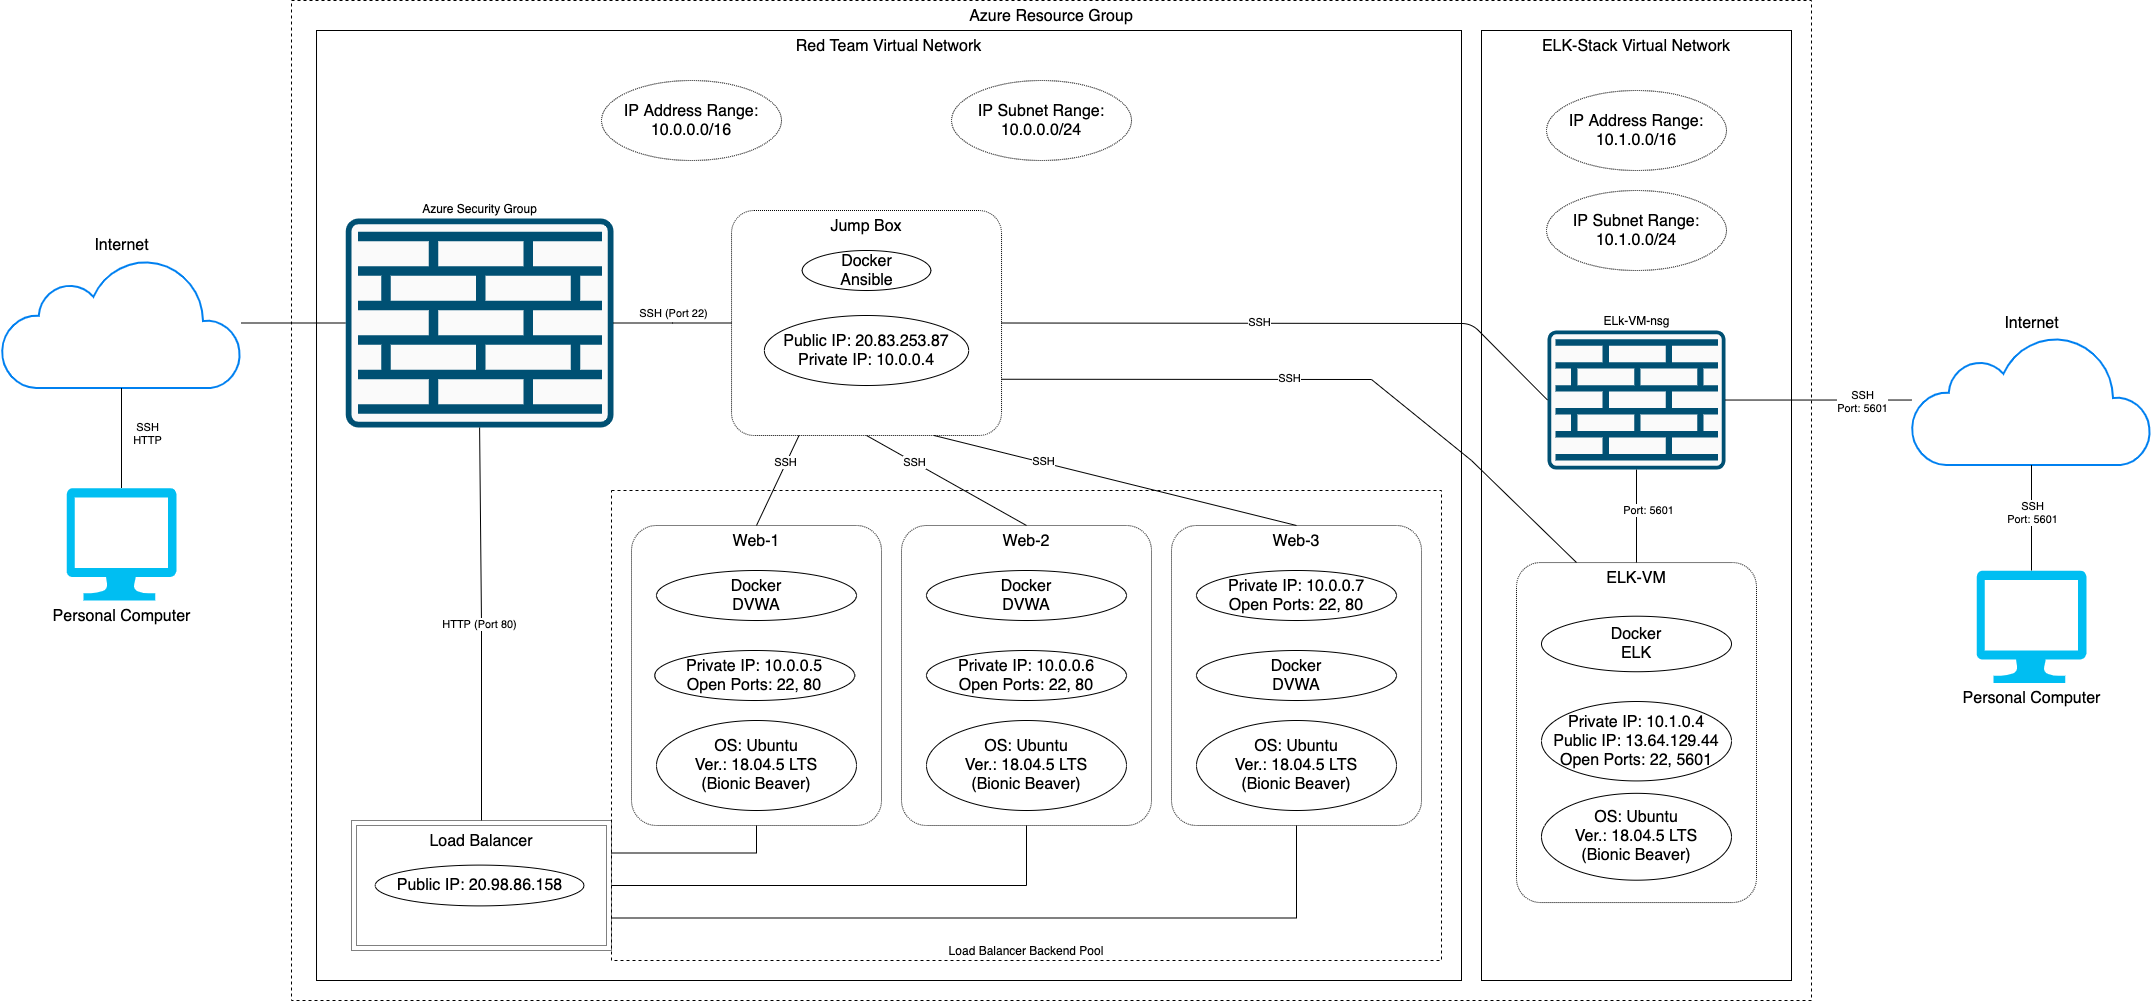 Azure Resource Group
Red Team Virtual Network
IP Address Range:
10.0.0.0/16
IP Subnet Range:
10.0.0.0/24
ELK-Stack Virtual Network
IP Address Range:
10.1.0.0/16
IP Subnet Range:
10.1.0.0/24
Internet
SSH
HTTP
Personal Computer
Azure Security Group
SSH (Port 22)
HTTP (Port 80)
Jump Box
Docker
Ansible
Public IP: 20.83.253.87
Private IP: 10.0.0.4
SSH
SSH
SSH
SSH
SSH
Web-1
Docker
DVWA
Private IP: 10.0.0.5
Open Ports: 22, 80
OS: Ubuntu
Ver.: 18.04.5 LTS
(Bionic Beaver)
Web-2
Docker
DVWA
Private IP: 10.0.0.6
Open Ports: 22, 80
OS: Ubuntu
Ver.: 18.04.5 LTS
(Bionic Beaver)
Web-3
Private IP: 10.0.0.7
Open Ports: 22, 80
Docker
DVWA
OS: Ubuntu
Ver.: 18.04.5 LTS
(Bionic Beaver)
Load Balancer
Public IP: 20.98.86.158
Load Balancer Backend Pool
ELk-VM-nsg
Port: 5601
ELK-VM
Docker
ELK
Private IP: 10.1.0.4
Public IP: 13.64.129.44
Open Ports: 22, 5601
OS: Ubuntu
Ver.: 18.04.5 LTS
(Bionic Beaver)
SSH
Port: 5601
Internet
SSH
Port: 5601
Personal Computer